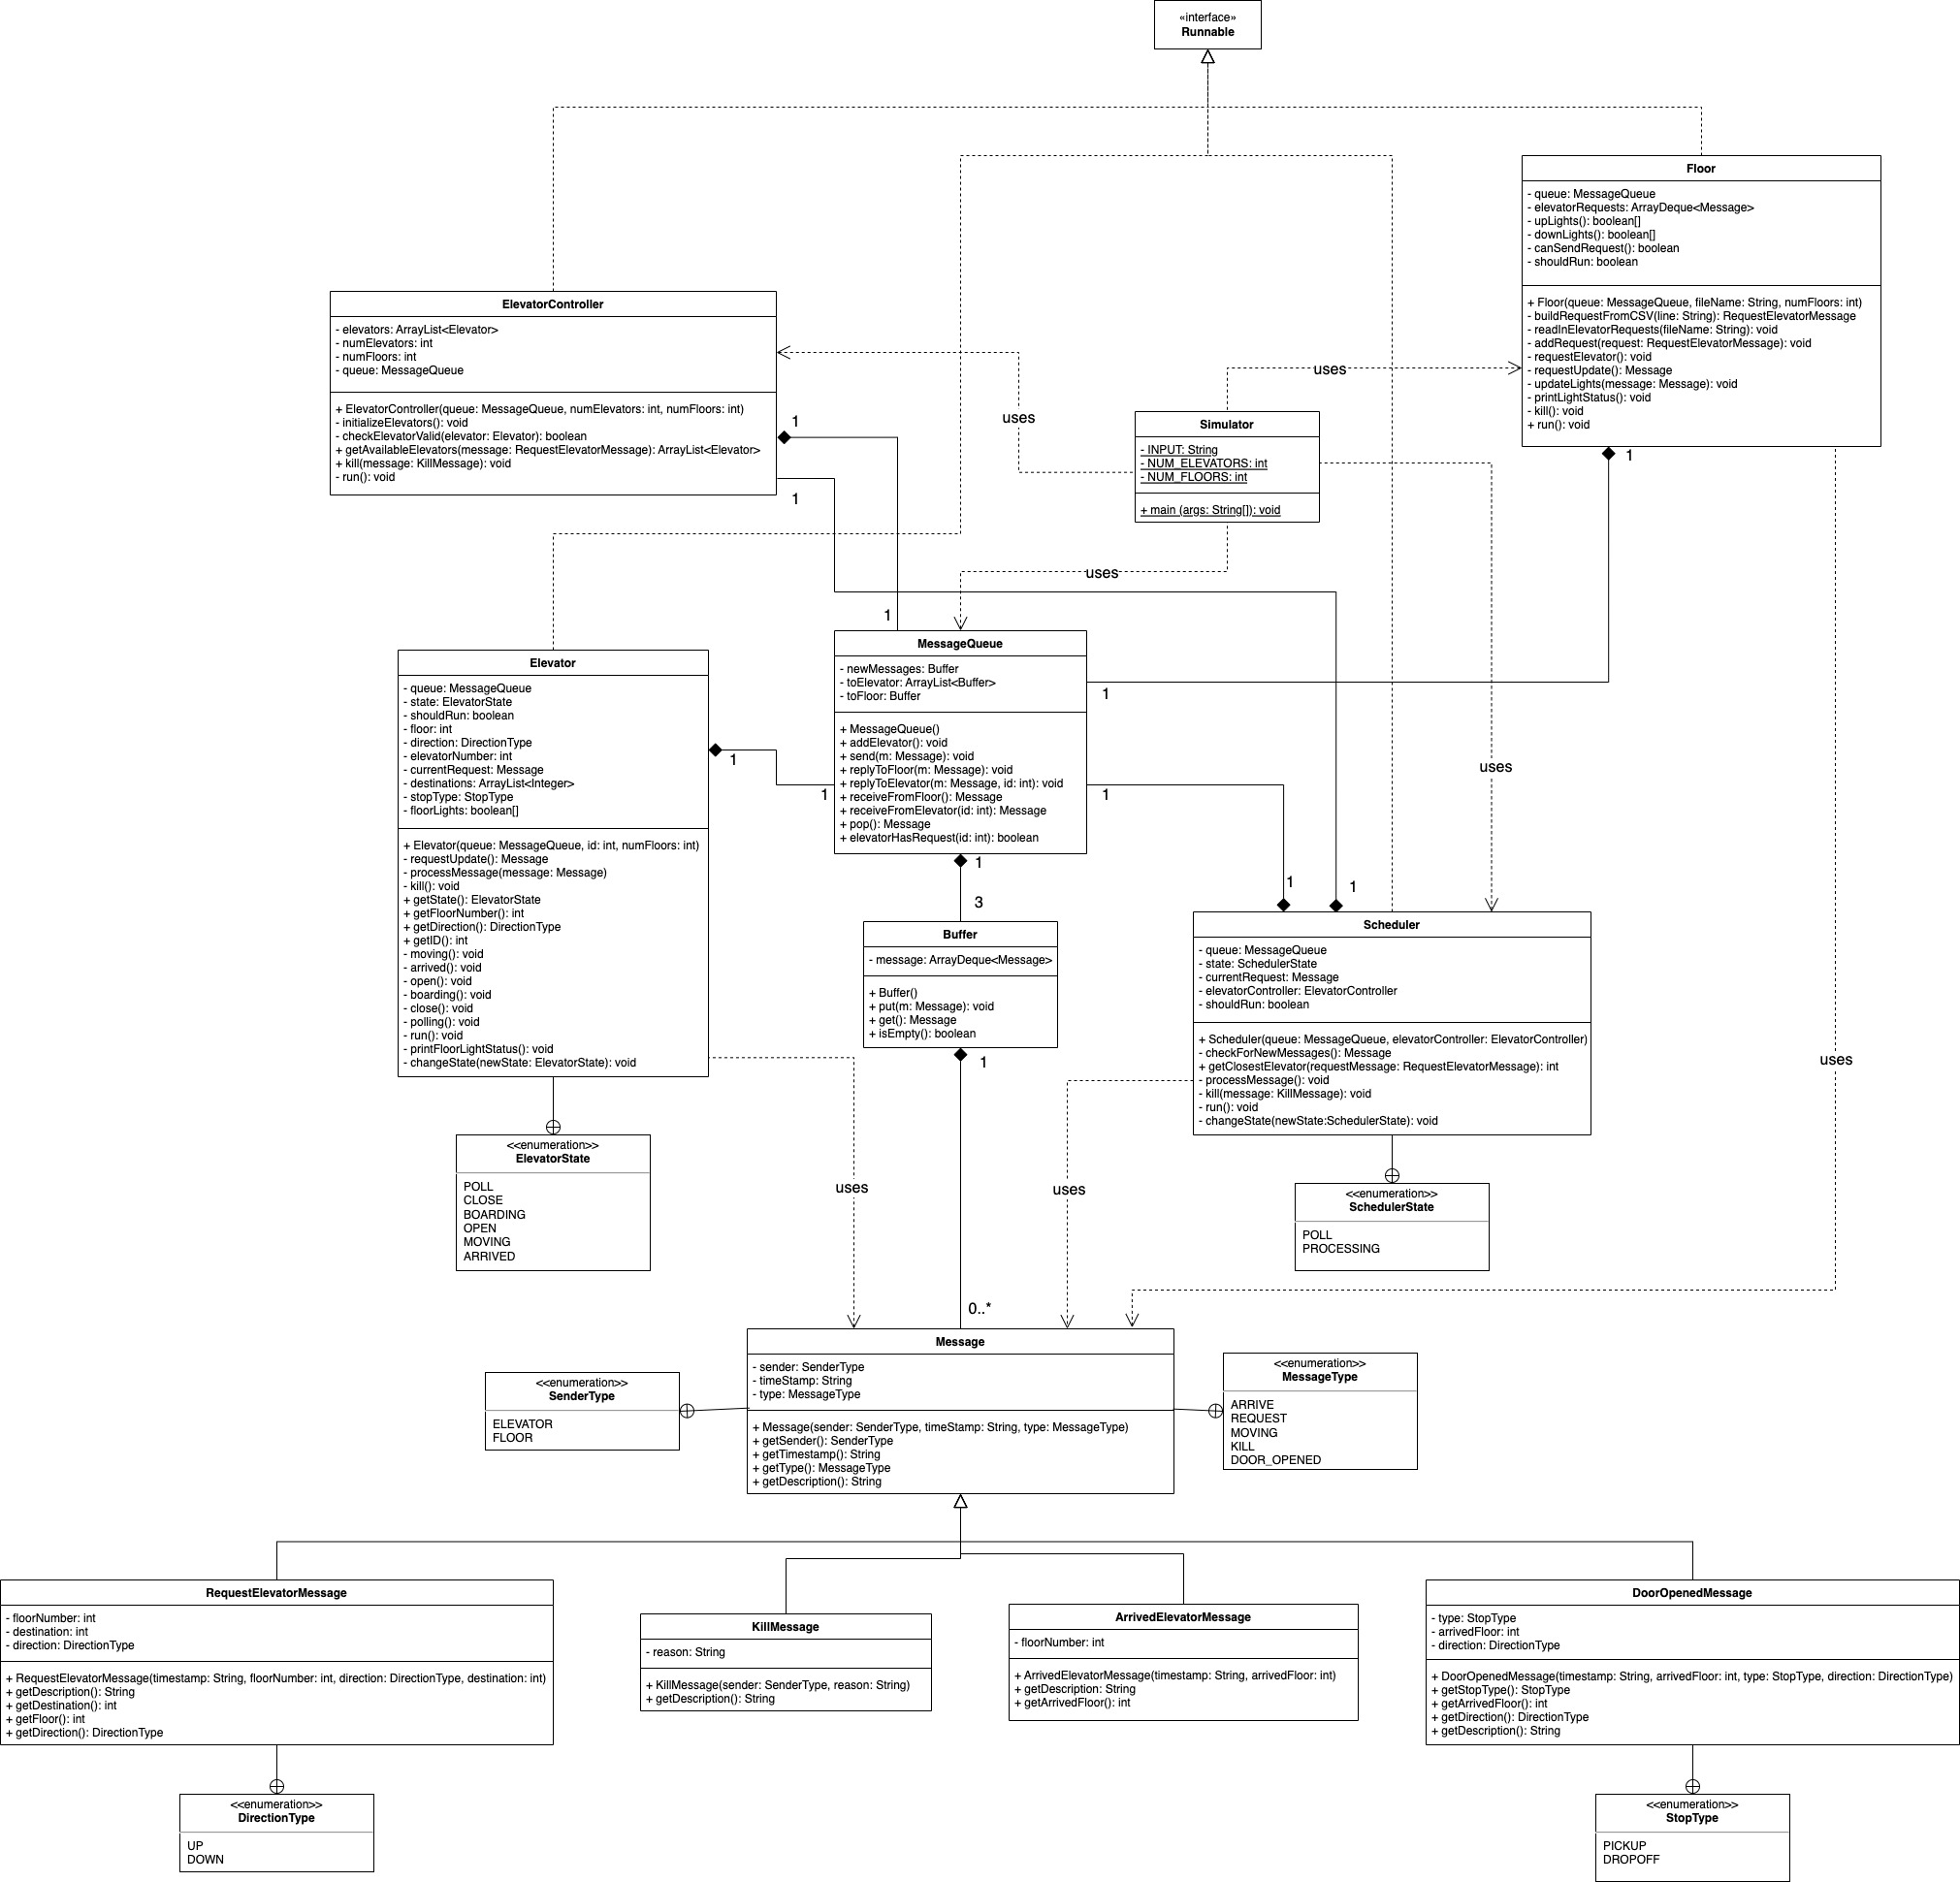 «interface»
Runnable
Floor
- queue: MessageQueue
- elevatorRequests: ArrayDeque<Message>
- upLights(): boolean[]
- downLights(): boolean[]
- canSendRequest(): boolean
- shouldRun: boolean
+ Floor(queue: MessageQueue, fileName: String, numFloors: int)
- buildRequestFromCSV(line: String): RequestElevatorMessage
- readInElevatorRequests(fileName: String): void
- addRequest(request: RequestElevatorMessage): void
- requestElevator(): void
- requestUpdate(): Message
- updateLights(message: Message): void
- printLightStatus(): void
- kill(): void
+ run(): void
1
ElevatorController
- elevators: ArrayList<Elevator>
- numElevators: int
- numFloors: int
- queue: MessageQueue
+ ElevatorController(queue: MessageQueue, numElevators: int, numFloors: int)
- initializeElevators(): void
- checkElevatorValid(elevator: Elevator): boolean
+ getAvailableElevators(message: RequestElevatorMessage): ArrayList<Elevator>
+ kill(message: KillMessage): void
- run(): void
1
1
uses
uses
Simulator
- INPUT: String
- NUM_ELEVATORS: int
- NUM_FLOORS: int
+ main (args: String[]): void
uses
uses
1
MessageQueue
- newMessages: Buffer
- toElevator: ArrayList<Buffer>
- toFloor: Buffer
+ MessageQueue()
+ addElevator(): void
+ send(m: Message): void
+ replyToFloor(m: Message): void
+ replyToElevator(m: Message, id: int): void
+ receiveFromFloor(): Message
+ receiveFromElevator(id: int): Message
+ pop(): Message
+ elevatorHasRequest(id: int): boolean
1
1
1
1
1
3
Elevator
- queue: MessageQueue
- state: ElevatorState
- shouldRun: boolean
- floor: int
- direction: DirectionType
- elevatorNumber: int
- currentRequest: Message
- destinations: ArrayList<Integer>
- stopType: StopType
- floorLights: boolean[]
+ Elevator(queue: MessageQueue, id: int, numFloors: int)
- requestUpdate(): Message
- processMessage(message: Message)
- kill(): void
+ getState(): ElevatorState
+ getFloorNumber(): int
+ getDirection(): DirectionType
+ getID(): int
- moving(): void
- arrived(): void
- open(): void
- boarding(): void
- close(): void
- polling(): void
- run(): void
- printFloorLightStatus(): void
- changeState(newState: ElevatorState): void
Buffer
- message: ArrayDeque<Message>
+ Buffer()
+ put(m: Message): void
+ get(): Message
+ isEmpty(): boolean
1
1
1
Scheduler
- queue: MessageQueue
- state: SchedulerState
- currentRequest: Message
- elevatorController: ElevatorController
- shouldRun: boolean
+ Scheduler(queue: MessageQueue, elevatorController: ElevatorController)
- checkForNewMessages(): Message
+ getClosestElevator(requestMessage: RequestElevatorMessage): int
- processMessage(): void
- kill(message: KillMessage): void
- run(): void
- changeState(newState:SchedulerState): void
uses
<<enumeration>>
ElevatorState
POLL
CLOSE
BOARDING
OPEN
MOVING
ARRIVED
uses
uses
<<enumeration>>
SchedulerState
POLL
PROCESSING
0..*
Message
- sender: SenderType
- timeStamp: String
- type: MessageType
+ Message(sender: SenderType, timeStamp: String, type: MessageType)
+ getSender(): SenderType
+ getTimestamp(): String
+ getType(): MessageType
+ getDescription(): String
<<enumeration>>
SenderType
ELEVATOR
FLOOR
<<enumeration>>
MessageType
ARRIVE
REQUEST
MOVING
KILL
DOOR_OPENED
RequestElevatorMessage
- floorNumber: int
- destination: int
- direction: DirectionType
+ RequestElevatorMessage(timestamp: String, floorNumber: int, direction: DirectionType, destination: int)
+ getDescription(): String
+ getDestination(): int
+ getFloor(): int
+ getDirection(): DirectionType
KillMessage
- reason: String
+ KillMessage(sender: SenderType, reason: String)
+ getDescription(): String
ArrivedElevatorMessage
- floorNumber: int
+ ArrivedElevatorMessage(timestamp: String, arrivedFloor: int)
+ getDescription: String
+ getArrivedFloor(): int
DoorOpenedMessage
- type: StopType
- arrivedFloor: int
- direction: DirectionType
+ DoorOpenedMessage(timestamp: String, arrivedFloor: int, type: StopType, direction: DirectionType)
+ getStopType(): StopType
+ getArrivedFloor(): int
+ getDirection(): DirectionType
+ getDescription(): String
<<enumeration>>
DirectionType
UP
DOWN
<<enumeration>>
StopType
PICKUP
DROPOFF